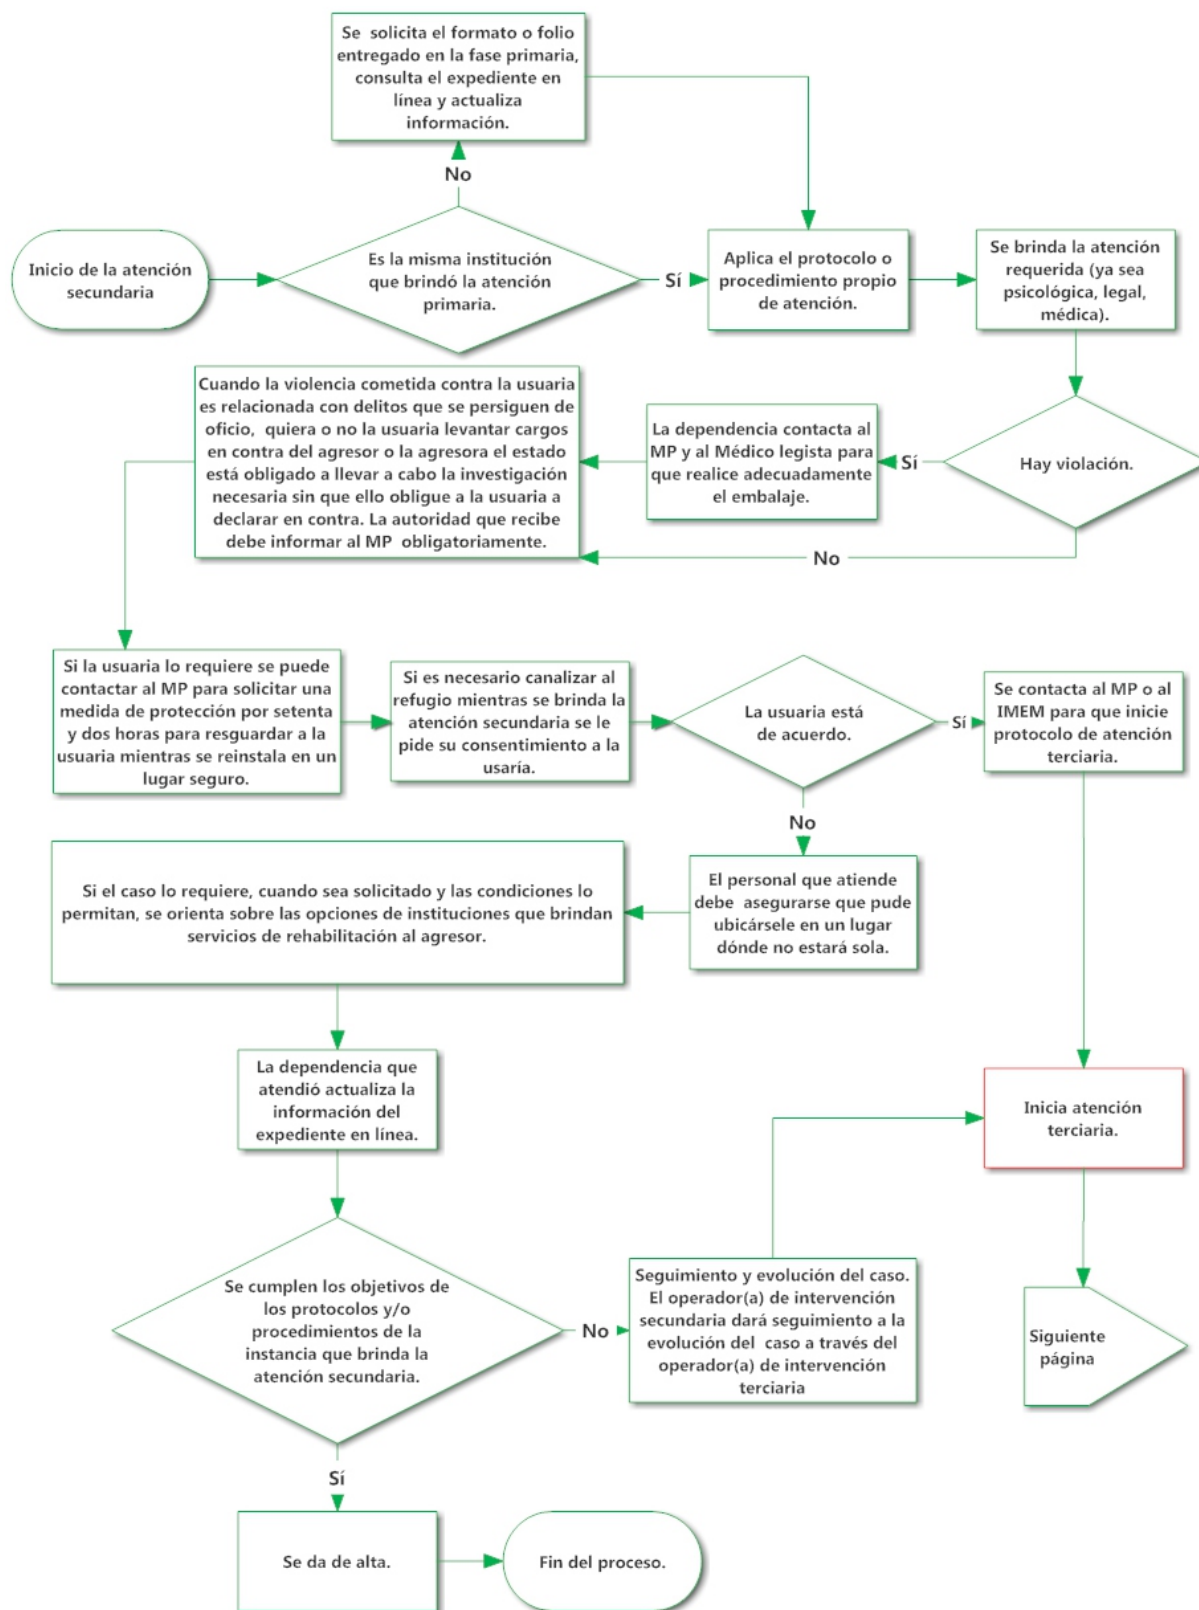 Se solicita el formato o folio
entregado en la fase primaria,
consulta el expediente en
línea y actualiza
información.
No
Inicio de la atención
secundaria
Es la misma institución
que brindó la atención
primaria.
Sí
Aplica el protocolo o
procedimiento propio
de atención.
Se brinda la atención
requerida (ya sea
psicológica, legal,
médica).
Hay violación.
Sí
La dependencia contacta al
MP y al Médico legista para
que realice adecuadamente
el embalaje.
Cuando la violencia cometida contra la usuaria
es relacionada con delitos que se persiguen de
oficio, quiera o no la usuaria levantar cargos
en contra del agresor o la agresora el estado
está obligado a llevar a cabo la investigación
necesaria sin que ello obligue a la usuaria a
declarar en contra. La autoridad que recibe
debe informar al MP obligatoriamente.
No
Si la usuaria lo requiere se puede
contactar al MP para solicitar una
medida de protección por setenta
y dos horas para resguardar a la
usuaria mientras se reinstala en un
lugar seguro.
Si es necesario canalizar al
refugio mientras se brinda la
atención secundaria se le
pide su consentimiento a la
usaría.
La usuaria está
de acuerdo.
Sí
Se contacta al MP o al
IMEM para que inicie
protocolo de atención
terciaria.
No
El personal que atiende
debe asegurarse que pude
ubicársele en un lugar
dónde no estará sola.
Si el caso lo requiere, cuando sea solicitado y las condiciones lo
permitan, se orienta sobre las opciones de instituciones que brindan
servicios de rehabilitación al agresor.
La dependencia que
atendió actualiza la
información del
expediente en línea.
Inicia atención
terciaria.
Se cumplen los objetivos de
los protocolos y/o
procedimientos de la
instancia que brinda la
atención secundaria.
No
Seguimiento y evolución del caso.
El operador(a) de intervención
secundaria dará seguimiento a la
evolución del caso a través del
operador(a) de intervención
terciaria
Siguiente
página
Sí
Se da de alta.
Fin del proceso.